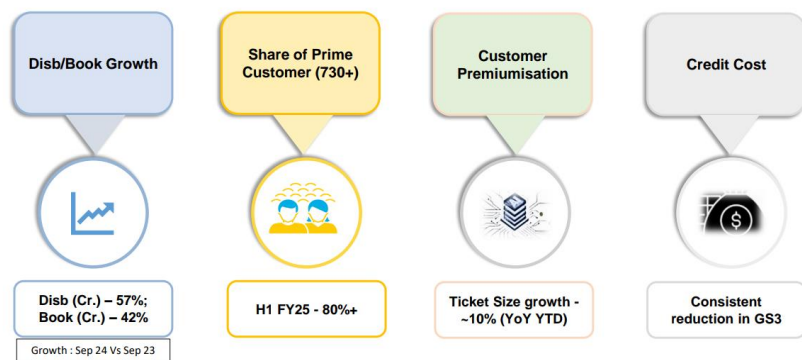 Disb/Book Growth
Share of Prime
Customer (730+)
Customer
Premiumisation
Credit Cost
$
Disb (Cr.) – 57%;
Book (Cr.) – 42%
H1 FY25 - 80%+
Ticket Size growth -
~10% (YoY YTD)
Consistent
reduction in GS3
Growth : Sep 24 Vs Sep 23